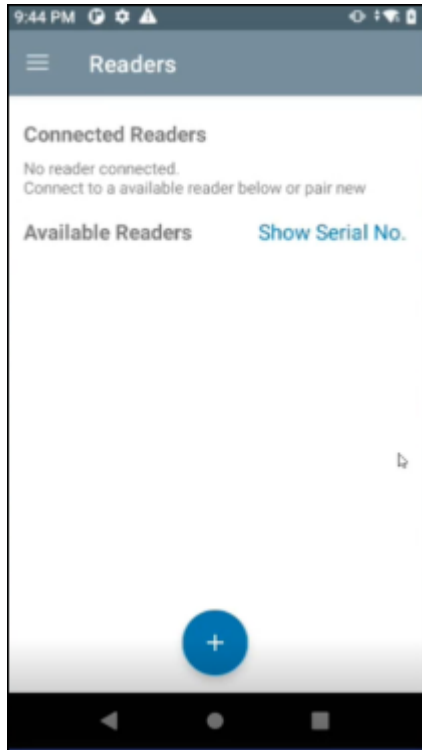 9:44 PM
Readers
Connected Readers
No reader connected.
Connect to a available reader below or pair new
Available Readers
Show Serial No.
+